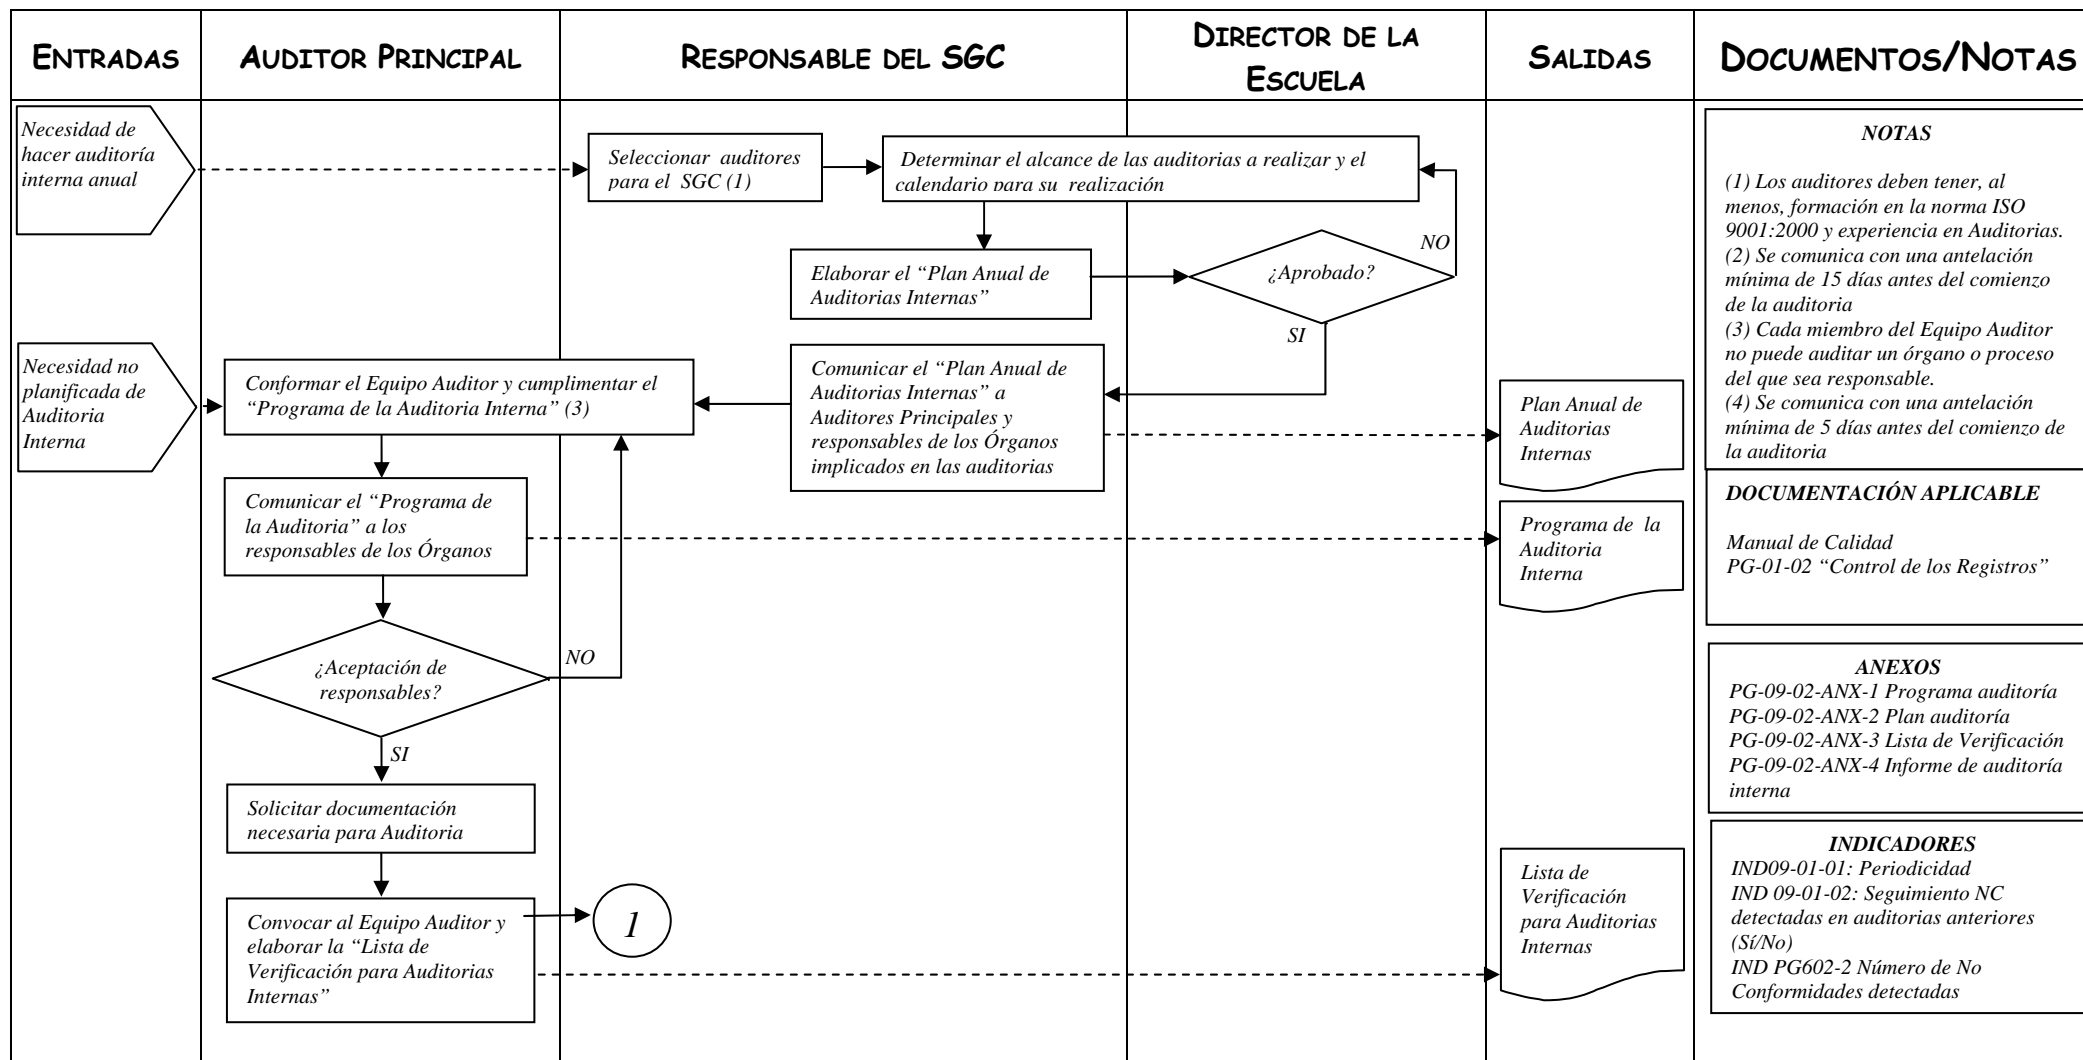 ENTRADAS
AUDITOR PRINCIPAL
RESPONSABLE DEL SGC
DIRECTOR DE LA
ESCUELA
SALIDAS
DOCUMENTOS/NOTAS
Necesidad de
hacer auditoría
interna anual
Seleccionar auditores
para el SGC (1)
Determinar el alcance de las auditorias a realizar y el
calendario para su realización
Elaborar el “Plan Anual de
Auditorias Internas”
¿Aprobado?
NO
SI
Necesidad no
planificada de
Auditoria
Interna
Conformar el Equipo Auditor y cumplimentar el
“Programa de la Auditoria Interna” (3)
Comunicar el “Plan Anual de
Auditorias Internas” a
Auditores Principales y
responsables de los Órganos
implicados en las auditorias
Plan Anual de
Auditorias
Internas
Comunicar el “Programa de
la Auditoria” a los
responsables de los Órganos
Programa de la
Auditoria
Interna
¿Aceptación de
responsables?
NO
SI
Solicitar documentación
necesaria para Auditoria
Convocar al Equipo Auditor y
elaborar la “Lista de
Verificación para Auditorias
Internas”
1
Lista de
Verificación
para Auditorias
Internas
NOTAS
(1) Los auditores deben tener, al
menos, formación en la norma ISO
9001:2000 y experiencia en Auditorias.
(2) Se comunica con una antelación
mínima de 15 días antes del comienzo
de la auditoria
(3) Cada miembro del Equipo Auditor
no puede auditar un órgano o proceso
del que sea responsable.
(4) Se comunica con una antelación
mínima de 5 días antes del comienzo de
la auditoria
DOCUMENTACIÓN APLICABLE
Manual de Calidad
PG-01-02 “Control de los Registros”
ANEXOS
PG-09-02-ANX-1 Programa auditoría
PG-09-02-ANX-2 Plan auditoría
PG-09-02-ANX-3 Lista de Verificación
PG-09-02-ANX-4 Informe de auditoría
interna
INDICADORES
IND09-01-01: Periodicidad
IND 09-01-02: Seguimiento NC
detectadas en auditorias anteriores
(Sí/No)
IND PG602-2 Número de No
Conformidades detectadas